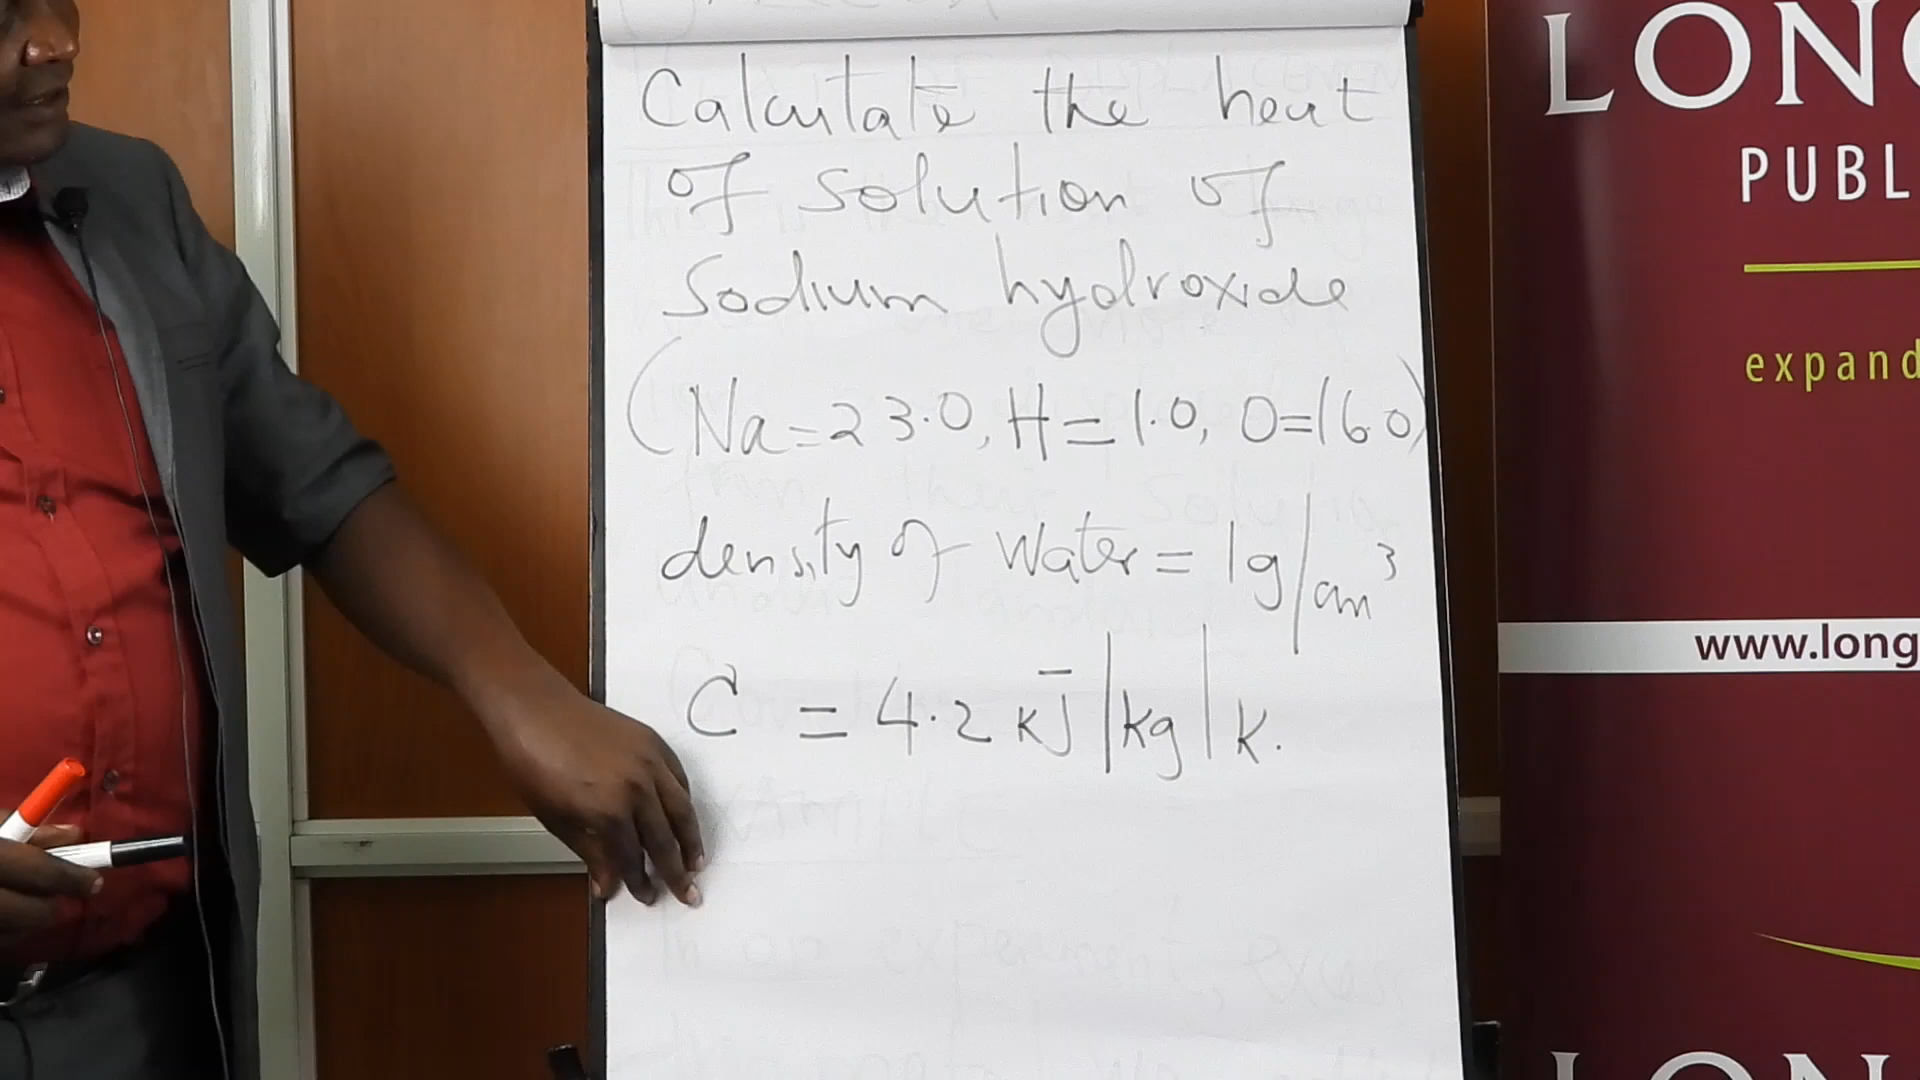 Calculate the heat
of solution of
Sodium hydroxide
(Na=23.0, H=1.0, O=16.0)
density of water = 1g/cm³
C = 4.2 kJ/kg/K.
LONG
PUBL
expand
www.long
LONG